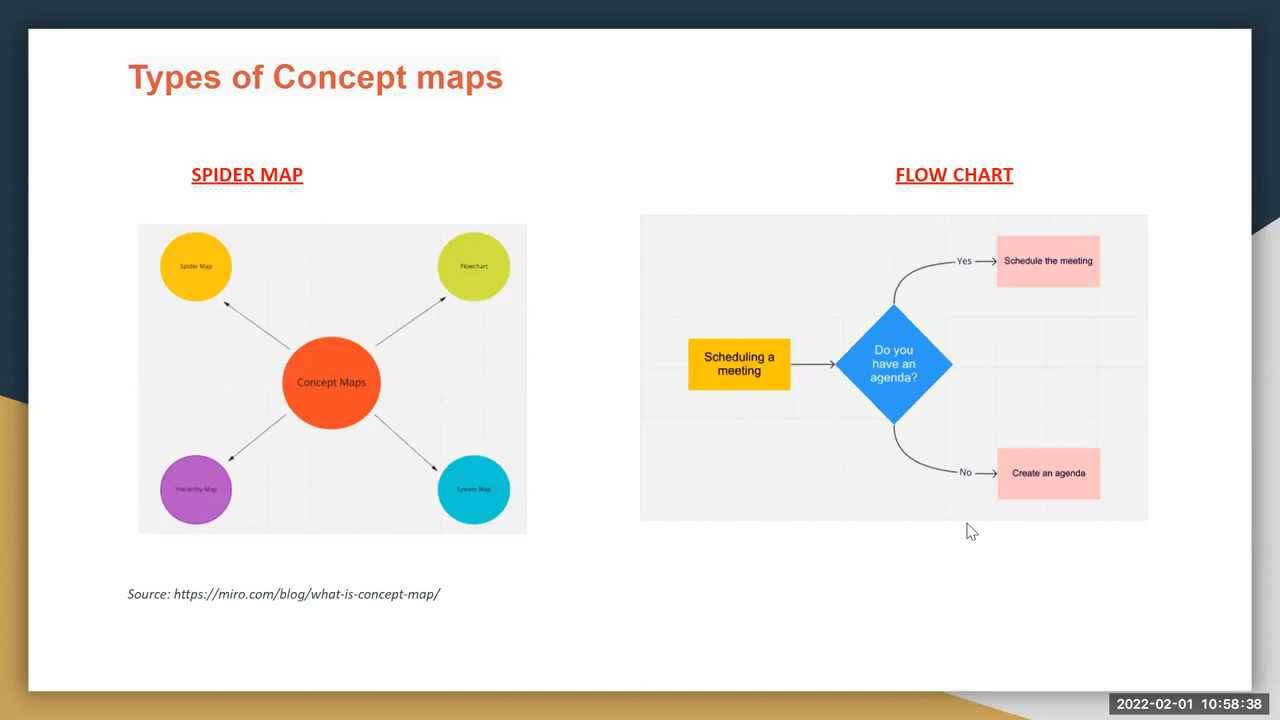 Types of Concept maps
SPIDER MAP
FLOW CHART
Spider Map
Flowchart
Concept Maps
Hierarchy Map
System Map
Scheduling a
meeting
Do you
have an
agenda?
Yes
Schedule the meeting
No
Create an agenda
Source: https://miro.com/blog/what-is-concept-map/
2022-02-01 10:58:38